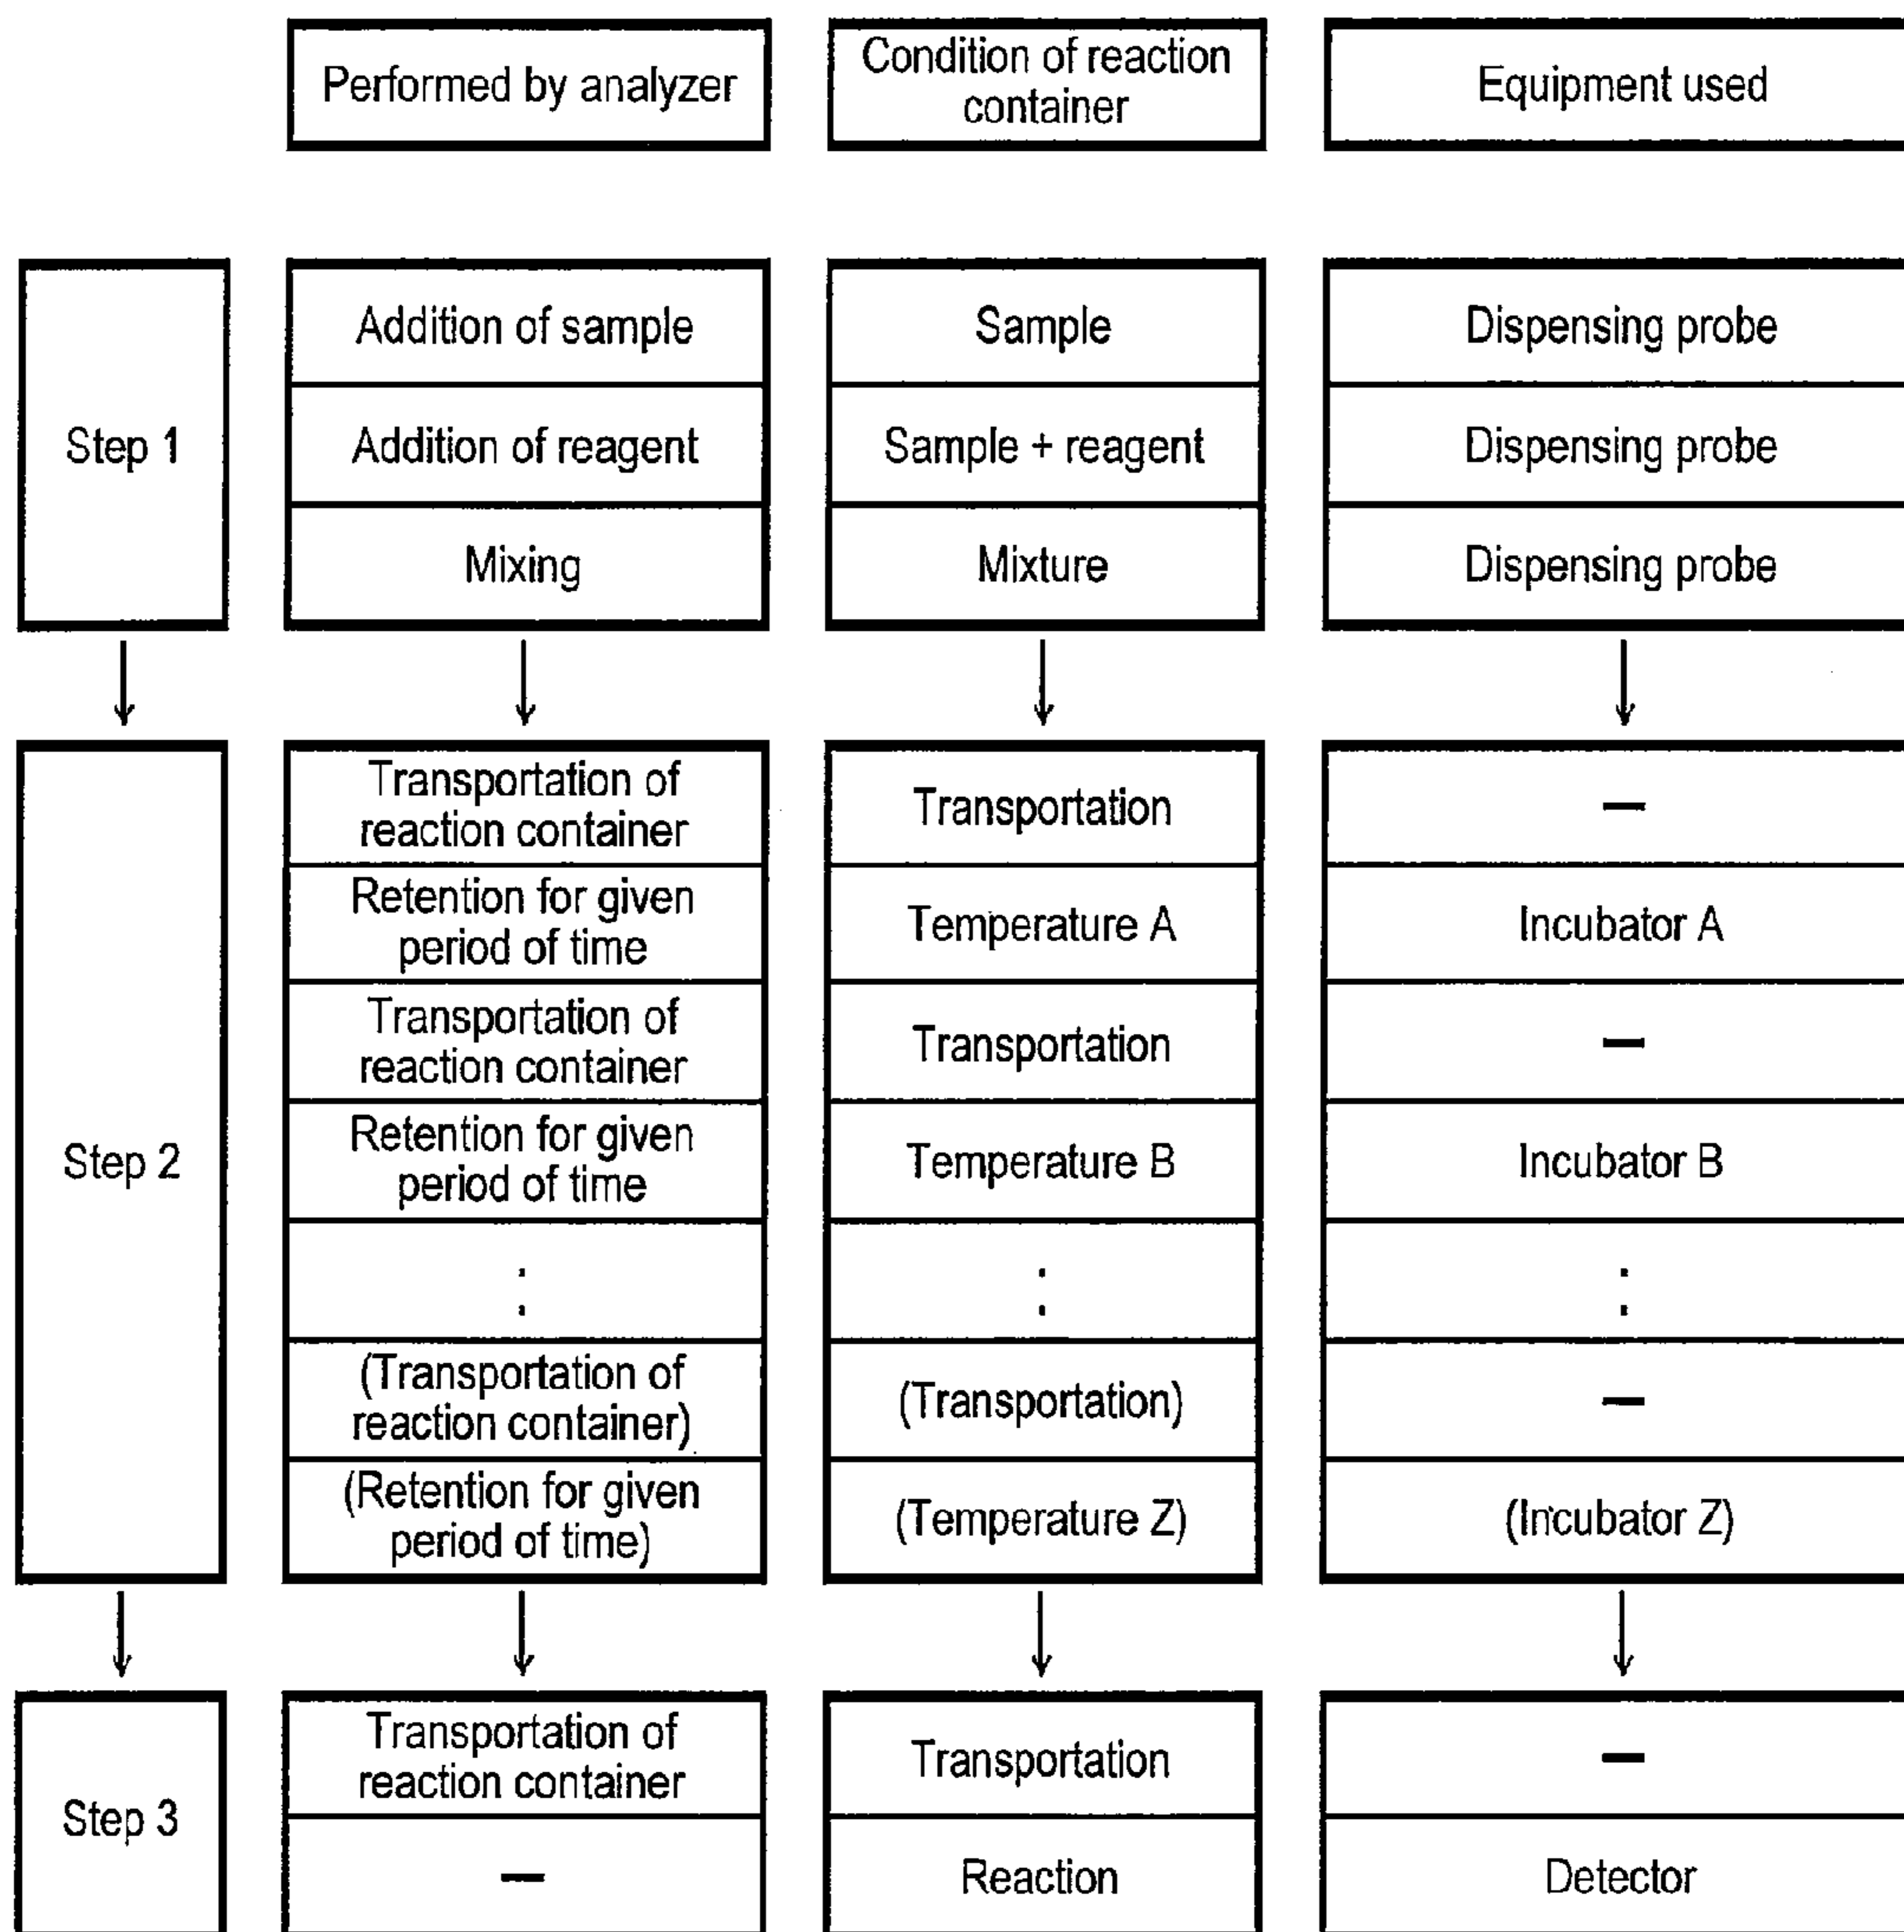 Performed by analyzer
Condition of reaction
container
Equipment used
Step 1
Addition of sample
Sample
Dispensing probe
Addition of reagent
Sample + reagent
Dispensing probe
Mixing
Mixture
Dispensing probe
Step 2
Transportation of
reaction container
Transportation
—
Retention for given
period of time
Temperature A
Incubator A
Transportation of
reaction container
Transportation
—
Retention for given
period of time
Temperature B
Incubator B
:
:
:
(Transportation of
reaction container)
(Transportation)
—
(Retention for given
period of time)
(Temperature Z)
(Incubator Z)
Step 3
Transportation of
reaction container
Transportation
—
—
Reaction
Detector